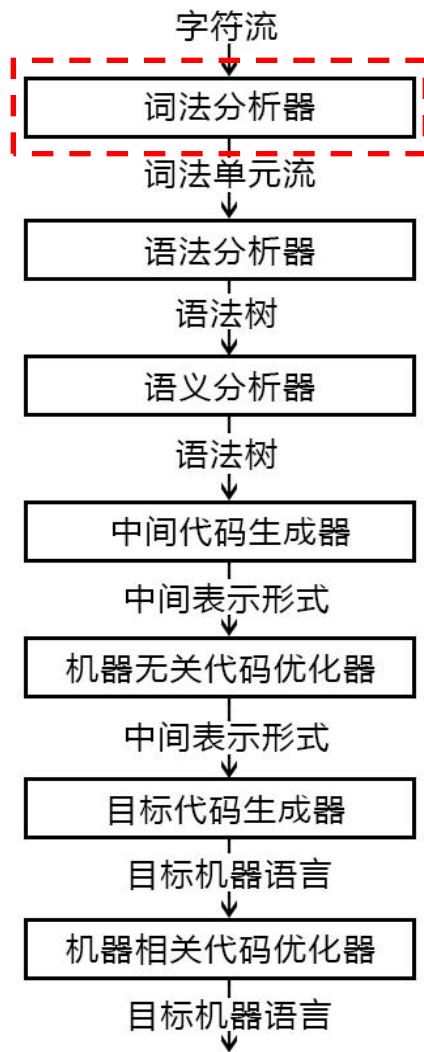 字符流
词法分析器
词法单元流
语法分析器
语法树
语义分析器
语法树
中间代码生成器
中间表示形式
机器无关代码优化器
中间表示形式
目标代码生成器
目标机器语言
机器相关代码优化器
目标机器语言